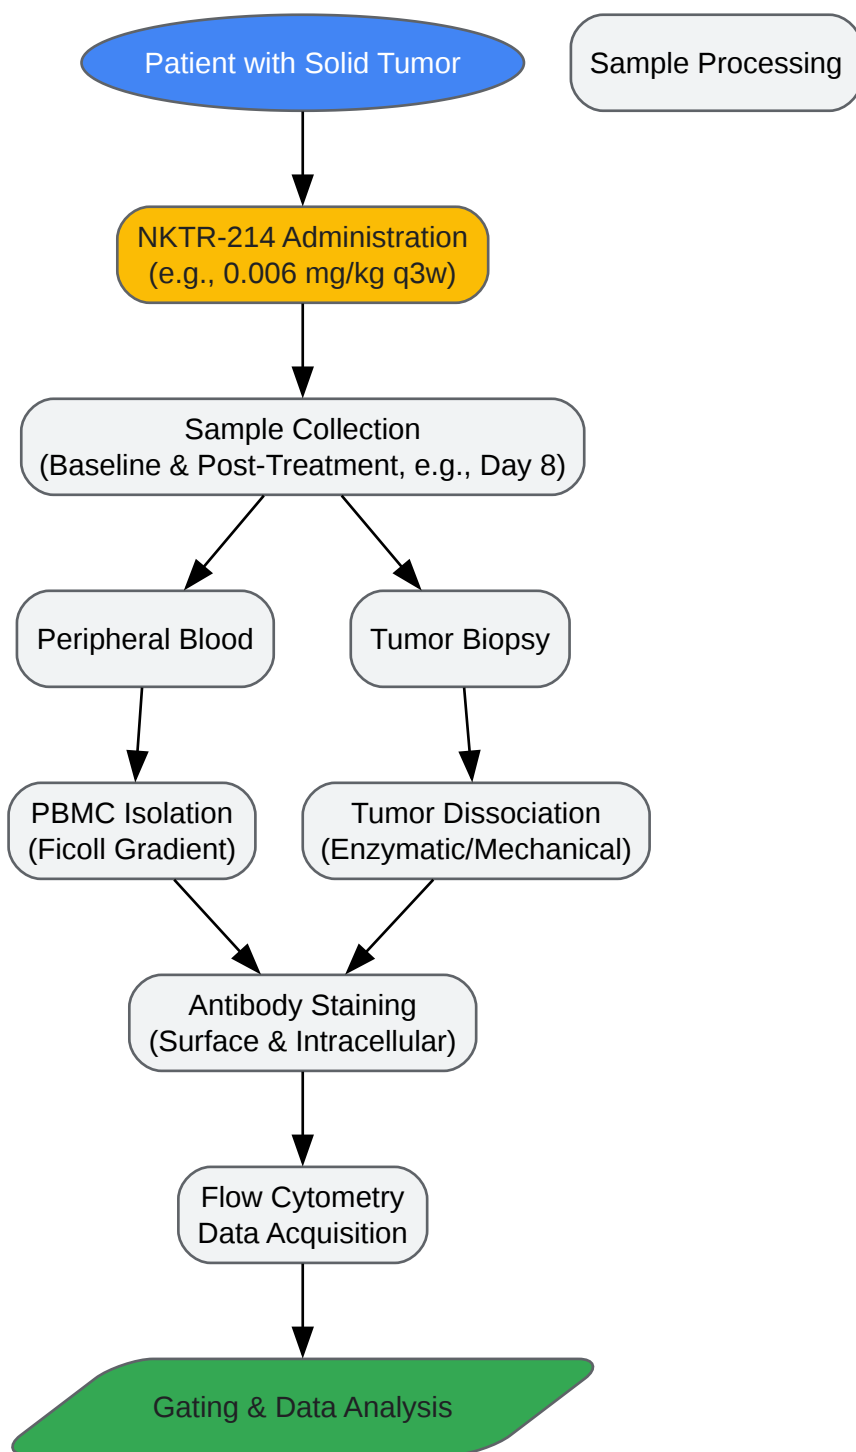 Patient with Solid Tumor
Sample Processing
NKTR-214 Administration
(e.g., 0.006 mg/kg q3w)
Sample Collection
(Baseline & Post-Treatment, e.g., Day 8)
Peripheral Blood
Tumor Biopsy
PBMC Isolation
(Ficoll Gradient)
Tumor Dissociation
(Enzymatic/Mechanical)
Antibody Staining
(Surface & Intracellular)
Flow Cytometry
Data Acquisition
Gating & Data Analysis